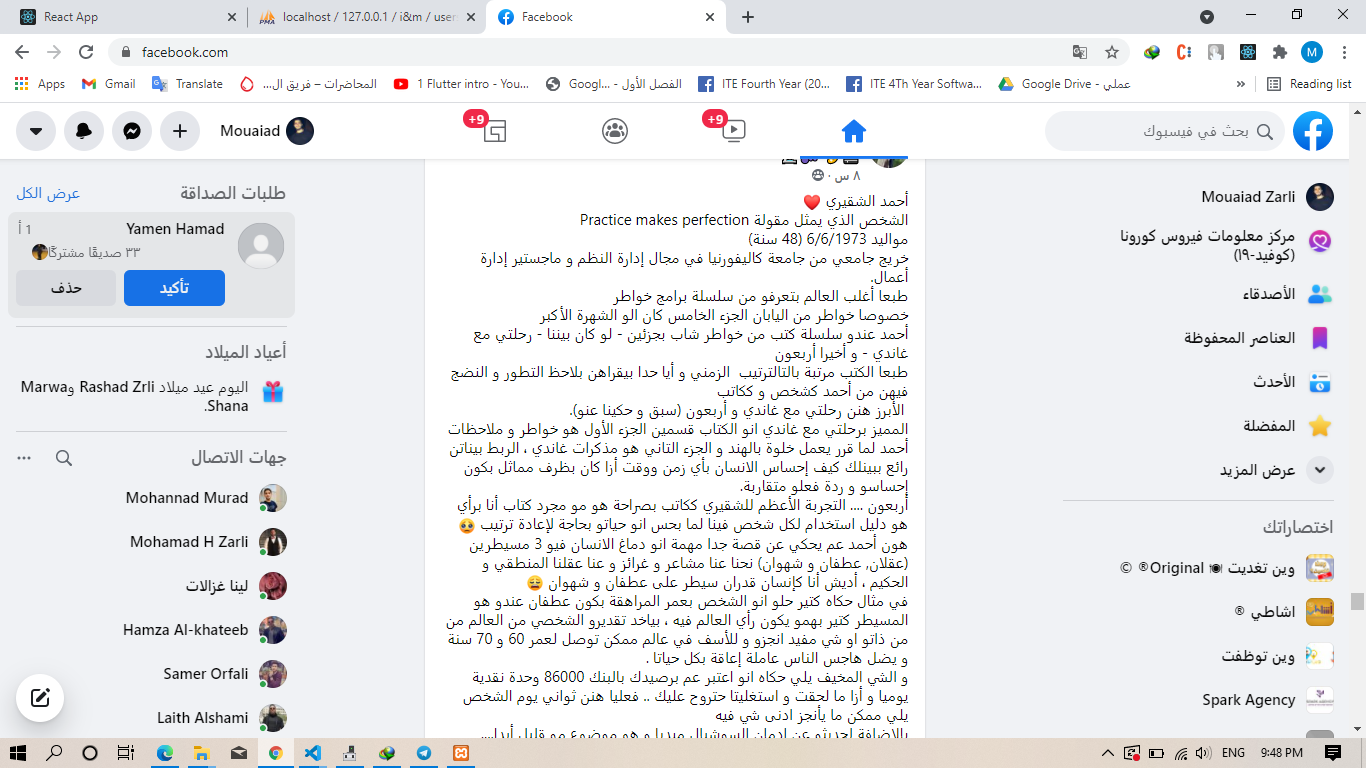 React App
localhost / 127.0.0.1 / i&m / user
Facebook
facebook.com
Apps
Gmail
Translate
المحاضرات – فريق ال...
1 Flutter intro - You...
الفصل الأول - Googl...
ITE Fourth Year (20...
ITE 4Th Year Softwa...
عملي - Google Drive
»
Reading list
Mouaiad
+9
+9
بحث في فيسبوك
طلبات الصداقة
عرض الكل
Yamen Hamad
1 أ
٣٣ صديقًا مشتركًا
تأكيد
حذف
أعياد الميلاد
اليوم عيد ميلاد Rashad Zrli وMarwa
Shana.
جهات الاتصال
Mohannad Murad
Mohamad H Zarli
لينا غزالات
Hamza Al-khateeb
Samer Orfali
Laith Alshami
٨ س ·
أحمد الشقيري ♥️
الشخص الذي يمثل مقولة Practice makes perfection
مواليد 6/6/1973 (48 سنة)
خريج جامعي من جامعة كاليفورنيا في مجال إدارة النظم و ماجستير إدارة
أعمال.
طبعا أغلب العالم بتعرفو من سلسلة برامج خواطر
خصوصا خواطر من اليابان الجزء الخامس كان الو الشهرة الأكبر
أحمد عندو سلسلة كتب من خواطر شاب بجزئين - لو كان بيننا - رحلتي مع
غاندي - و أخيرا أربعون
طبعا الكتب مرتبة بالتالترتيب الزمني و أيا حدا بيقراهن بلاحظ التطور و النضج
فيهن من أحمد كشخص و ككاتب
الأبرز هنن رحلتي مع غاندي و أربعون (سبق و حكينا عنو).
المميز برحلتي مع غاندي انو الكتاب قسمين الجزء الأول هو خواطر و ملاحظات
أحمد لما قرر يعمل خلوة بالهند و الجزء التاني هو مذكرات غاندي ، الربط بيناتن
رائع ببينلك كيف إحساس الانسان بأي زمن ووقت أزا كان بظرف مماثل بكون
إحساسو و ردة فعلو متقاربة.
أربعون .... التجربة الأعظم للشقيري ككاتب بصراحة هو مو مجرد كتاب أنا برأي
هو دليل استخدام لكل شخص فينا لما بحس انو حياتو بحاجة لإعادة ترتيب 🥺
هون أحمد عم يحكي عن قصة جدا مهمة انو دماغ الانسان فيو 3 مسيطرين
(عقلان, عطفان و شهوان) نحنا عنا مشاعر و غرائز و عنا عقلنا المنطقي و
الحكيم ، أديش أنا كإنسان قدران سيطر على عطفان و شهوان 😩
في مثال حكاه كتير حلو انو الشخص بعمر المراهقة بكون عطفان عندو هو
المسيطر كتير بهمو يكون رأي العالم فيه ، بياخد تقديرو الشخصي من العالم من
من ذاتو او شي مفيد انجزو و للأسف في عالم ممكن توصل لعمر 60 و 70 سنة
و يضل هاجس الناس عاملة إعاقة بكل حياتا .
و الشي المخيف يلي حكاه انو اعتبر عم برصيدك بالبنك 86000 وحدة نقدية
يوميا و أزا ما لحقت و استغليتا حتروح عليك .. فعليا هنن ثواني يوم الشخص
يلي ممكن ما يأنجز ادنى شي فيه
بالاضافة لحديثو عن ادمان السوشيال ميديا و هو موضوع مو قليل أبدا....
Mouaiad Zarli
مركز معلومات فيروس كورونا
(كوفيد-١٩)
الأصدقاء
العناصر المحفوظة
الأحدث
المفضلة
عرض المزيد
اختصاراتك
وين تغديت 🍽 Original® ©
اشاطي ®
وين توظفت
Spark Agency
ENG
9:48 PM